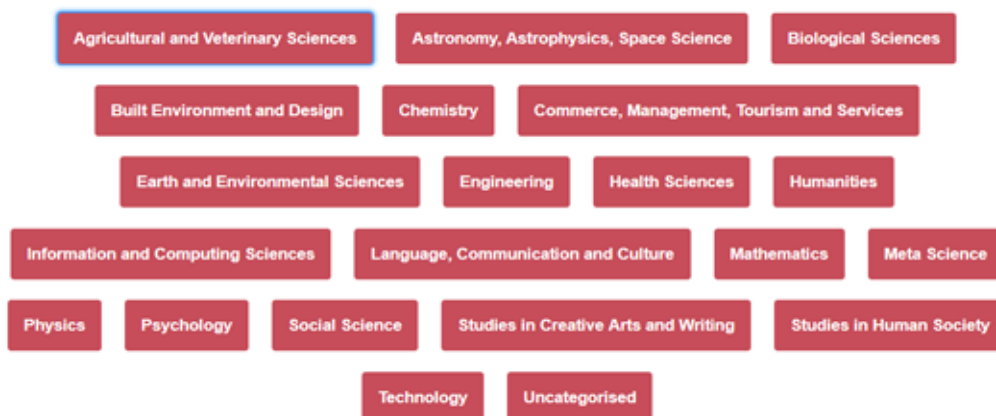 Agricultural and Veterinary Sciences Astronomy, Astrophysics, Space Science Biological Sciences
Built Environment and Design Chemistry Commerce, Management, Tourism and Services
Earth and Environmental Sciences Engineering Health Sciences Humanities
Information and Computing Sciences Language, Communication and Culture Mathematics Meta Science
Physics Psychology Social Science Studies in Creative Arts and Writing Studies in Human Society
Technology Uncategorised